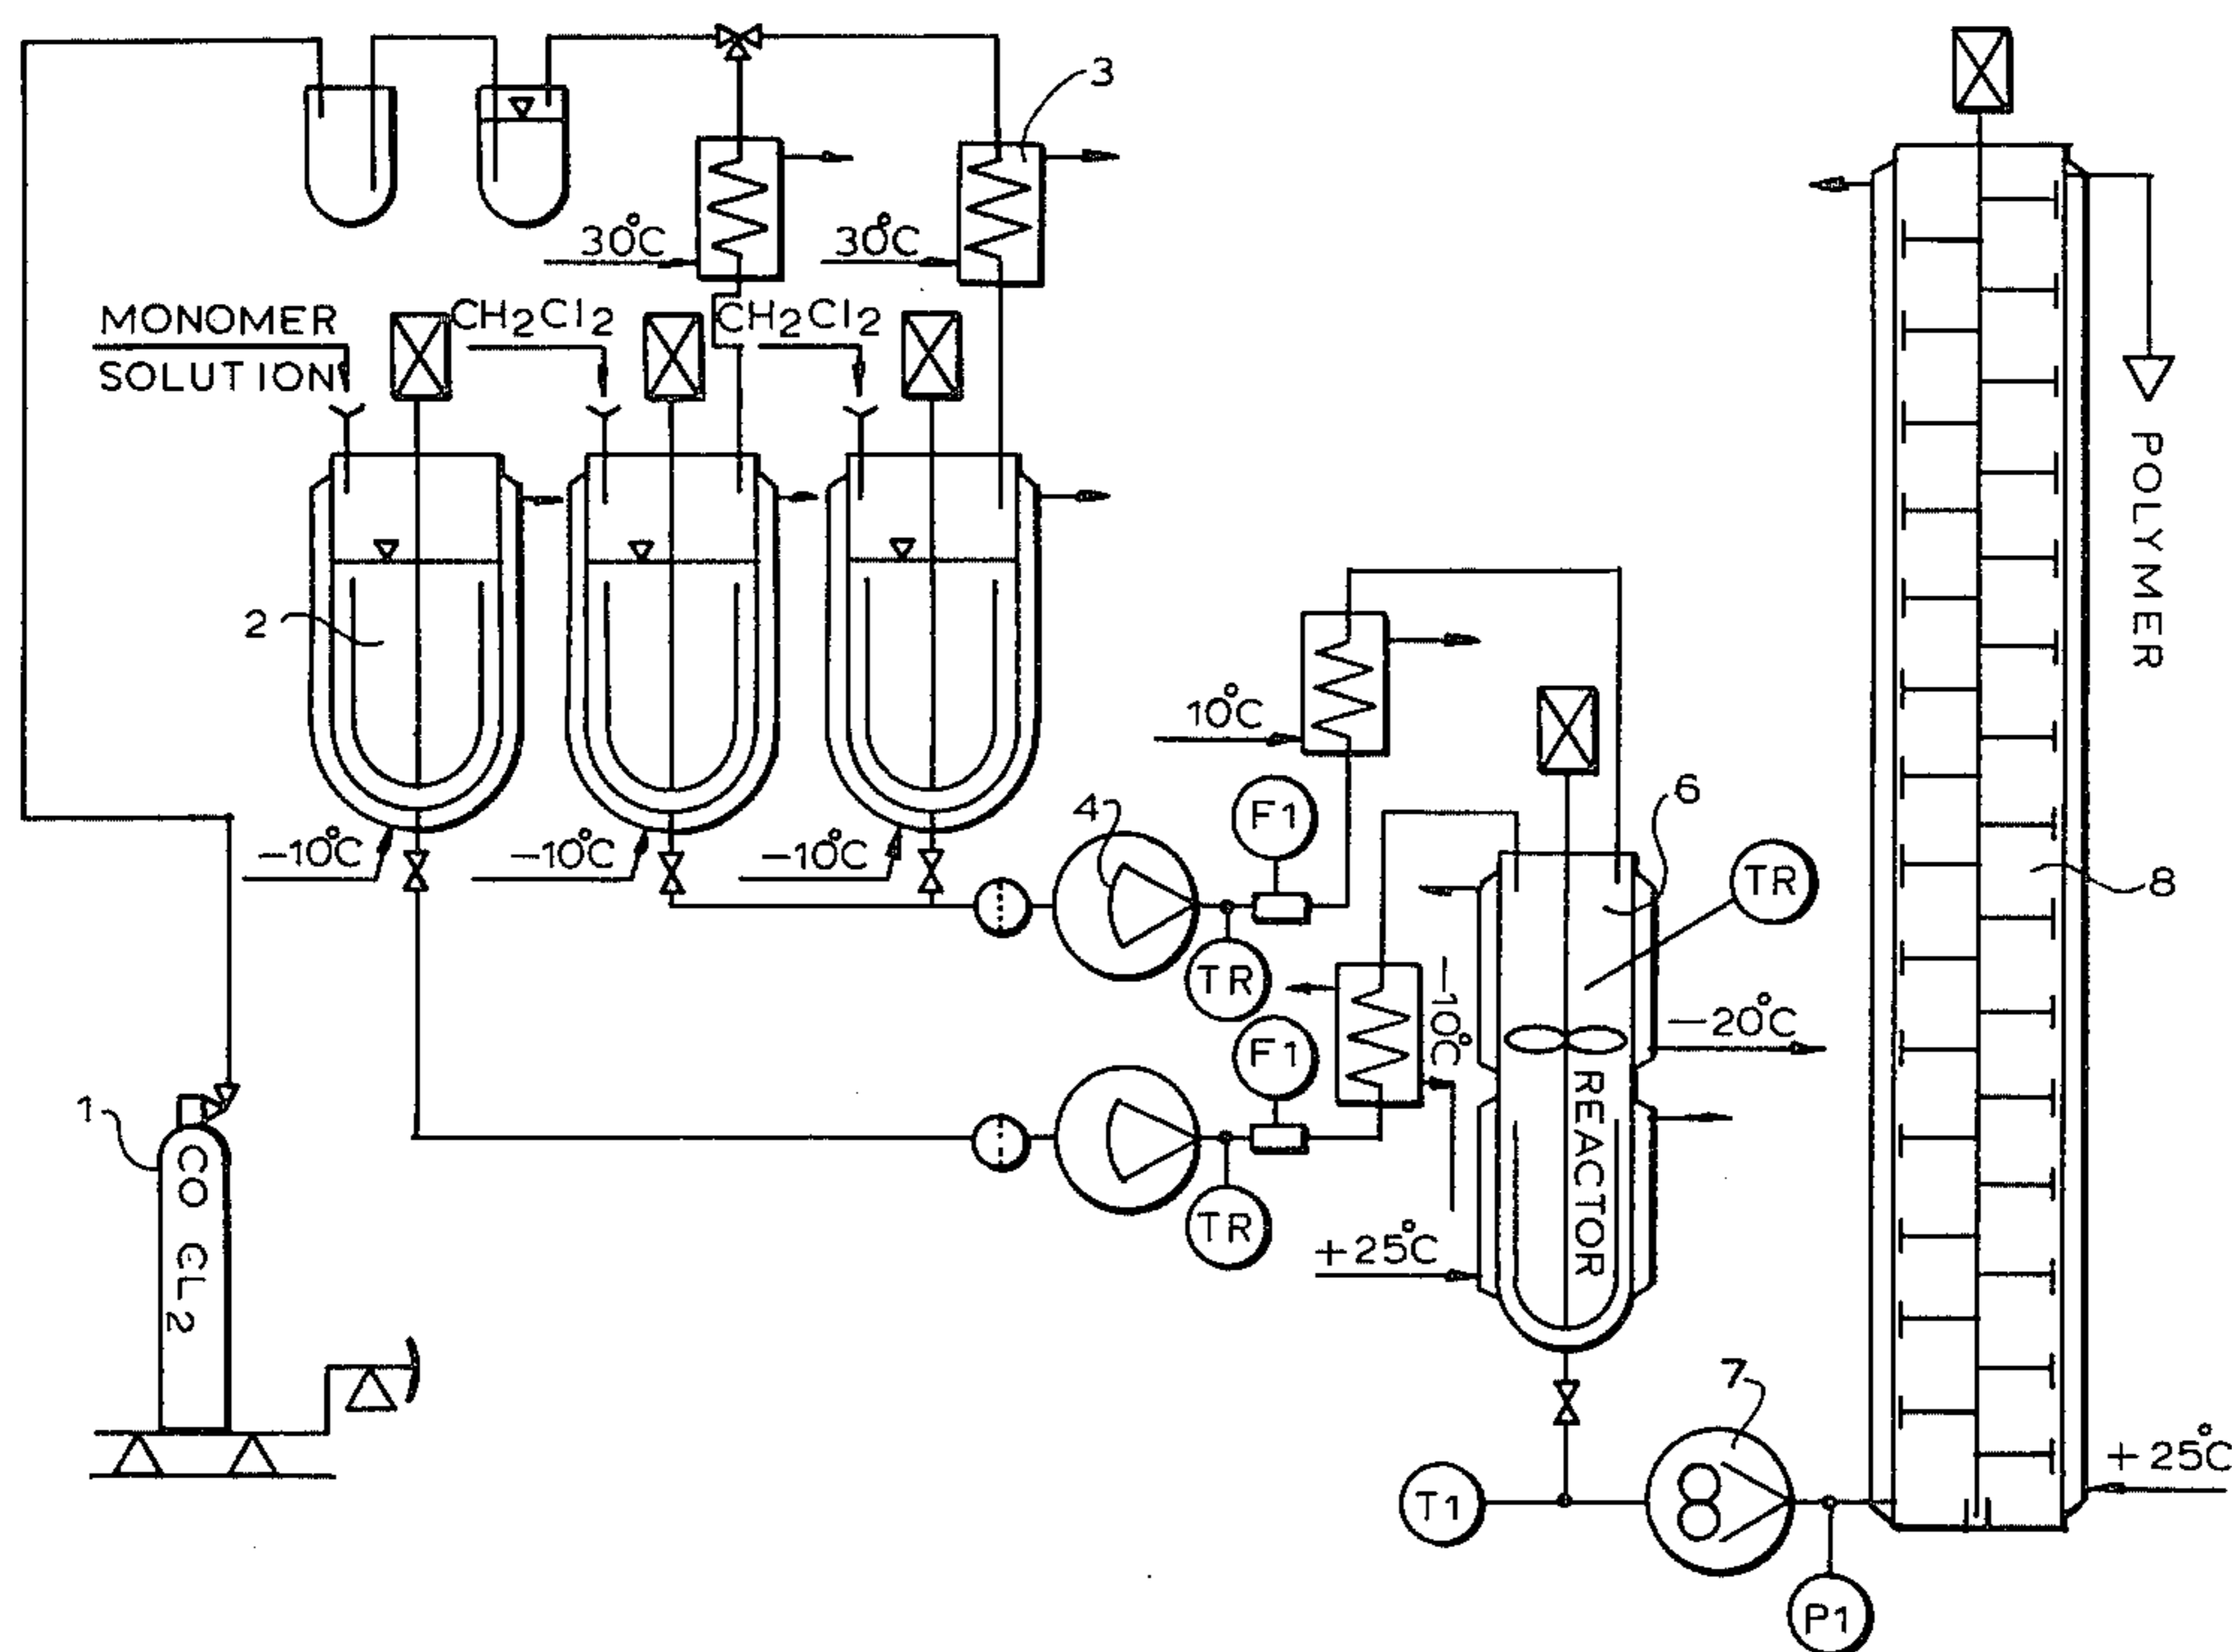 3
30°C
30°C
MONOMER
SOLUTION
CH2Cl2
CH2Cl2
2
-10°C
-10°C
-10°C
1
CO CL2
4
F1
TR
F1
TR
10°C
-10°C
6
TR
-20°C
REACTOR
+25°C
7
T1
P1
8
POLYMER
+25°C